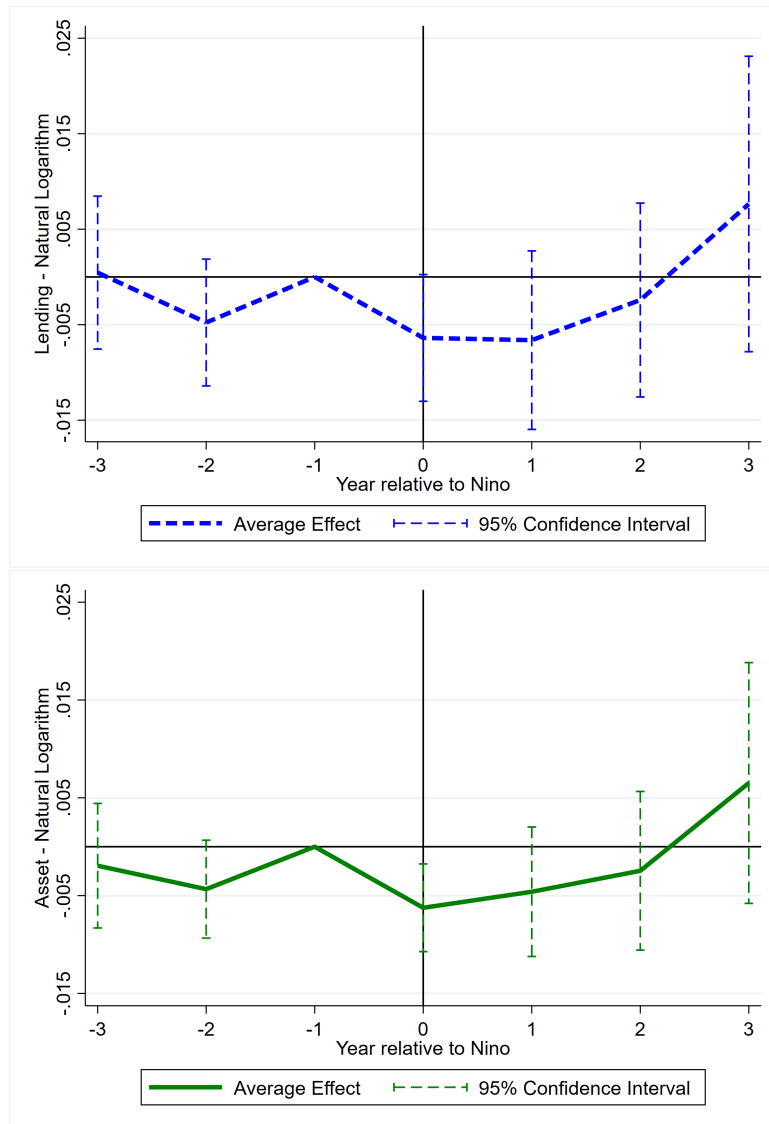 Lending - Natural Logarithm
.025
.015
.005
-.005
-.015
-3 -2 -1 0 1 2 3
Year relative to Nino
Average Effect 95% Confidence Interval
Asset - Natural Logarithm
.025
.015
.005
-.005
-.015
-3 -2 -1 0 1 2 3
Year relative to Nino
Average Effect 95% Confidence Interval